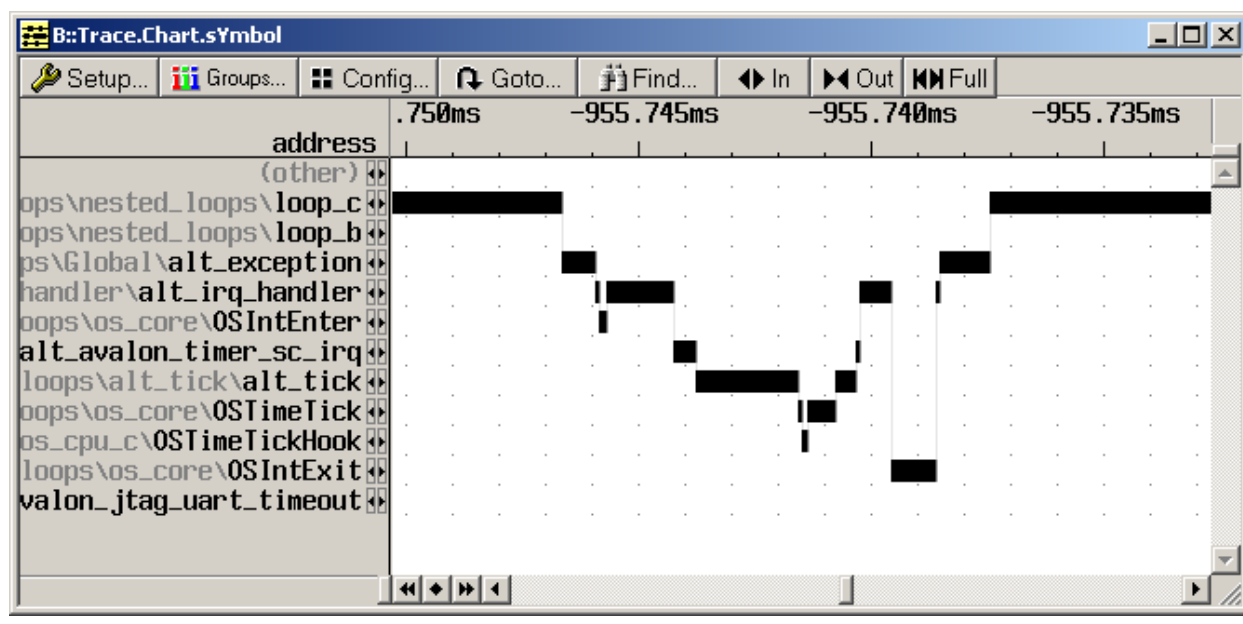 B::Trace.Chart.sYmbol
Setup... Groups... Config... Goto... Find... In Out Full
.750ms -955.745ms -955.740ms -955.735ms
address
(other)
ops\nested_loops\loop_c
ops\nested_loops\loop_b
ps\Global\alt_exception
handler\alt_irq_handler
oops\os_core\OSIntEnter
alt_avalon_timer_sc_irq
loops\alt_tick\alt_tick
oops\os_core\OSTimeTick
os_cpu_c\OSTimeTickHook
loops\os_core\OSIntExit
valon_jtag_uart_timeout